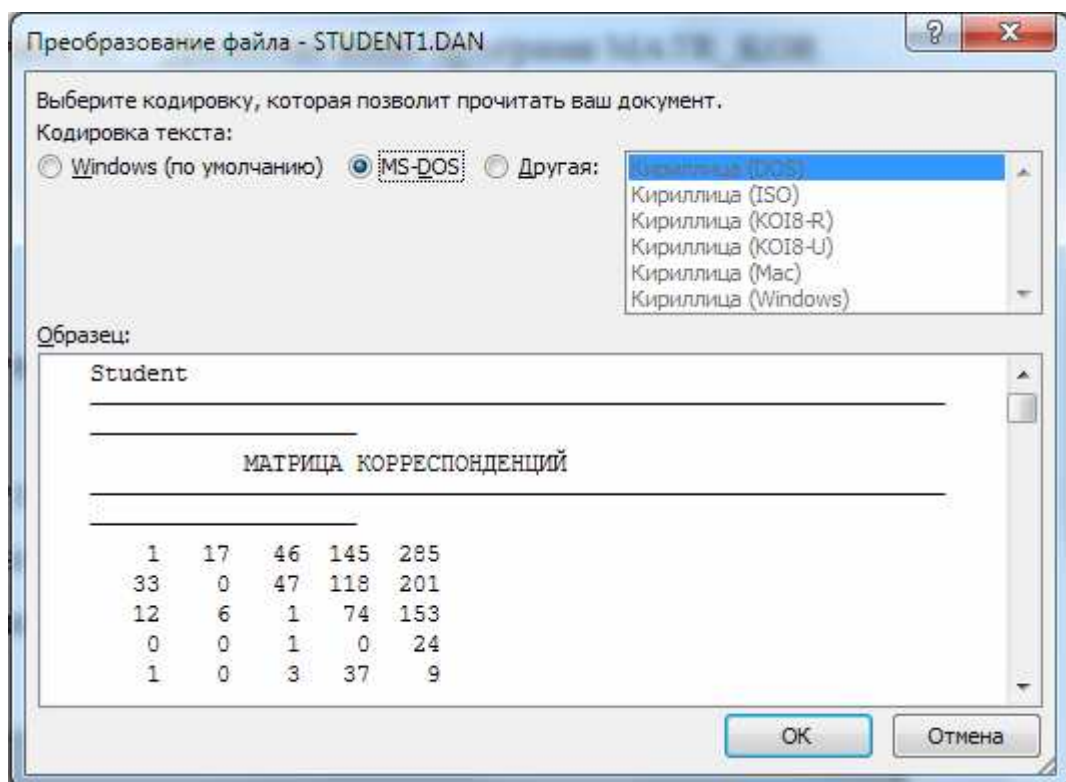 Преобразование файла - STUDENT1.DAN
Выберите кодировку, которая позволит прочитать ваш документ.
Кодировка текста:
Windows (по умолчанию) MS-DOS Другая:
Кириллица (DOS)
Кириллица (ISO)
Кириллица (KOI8-R)
Кириллица (KOI8-U)
Кириллица (Mac)
Кириллица (Windows)
Образец:
Student
МАТРИЦА КОРРЕСПОНДЕНЦИЙ
1 17 46 145 285
33 0 47 118 201
12 6 1 74 153
0 0 1 0 24
1 0 3 37 9
OK Отмена